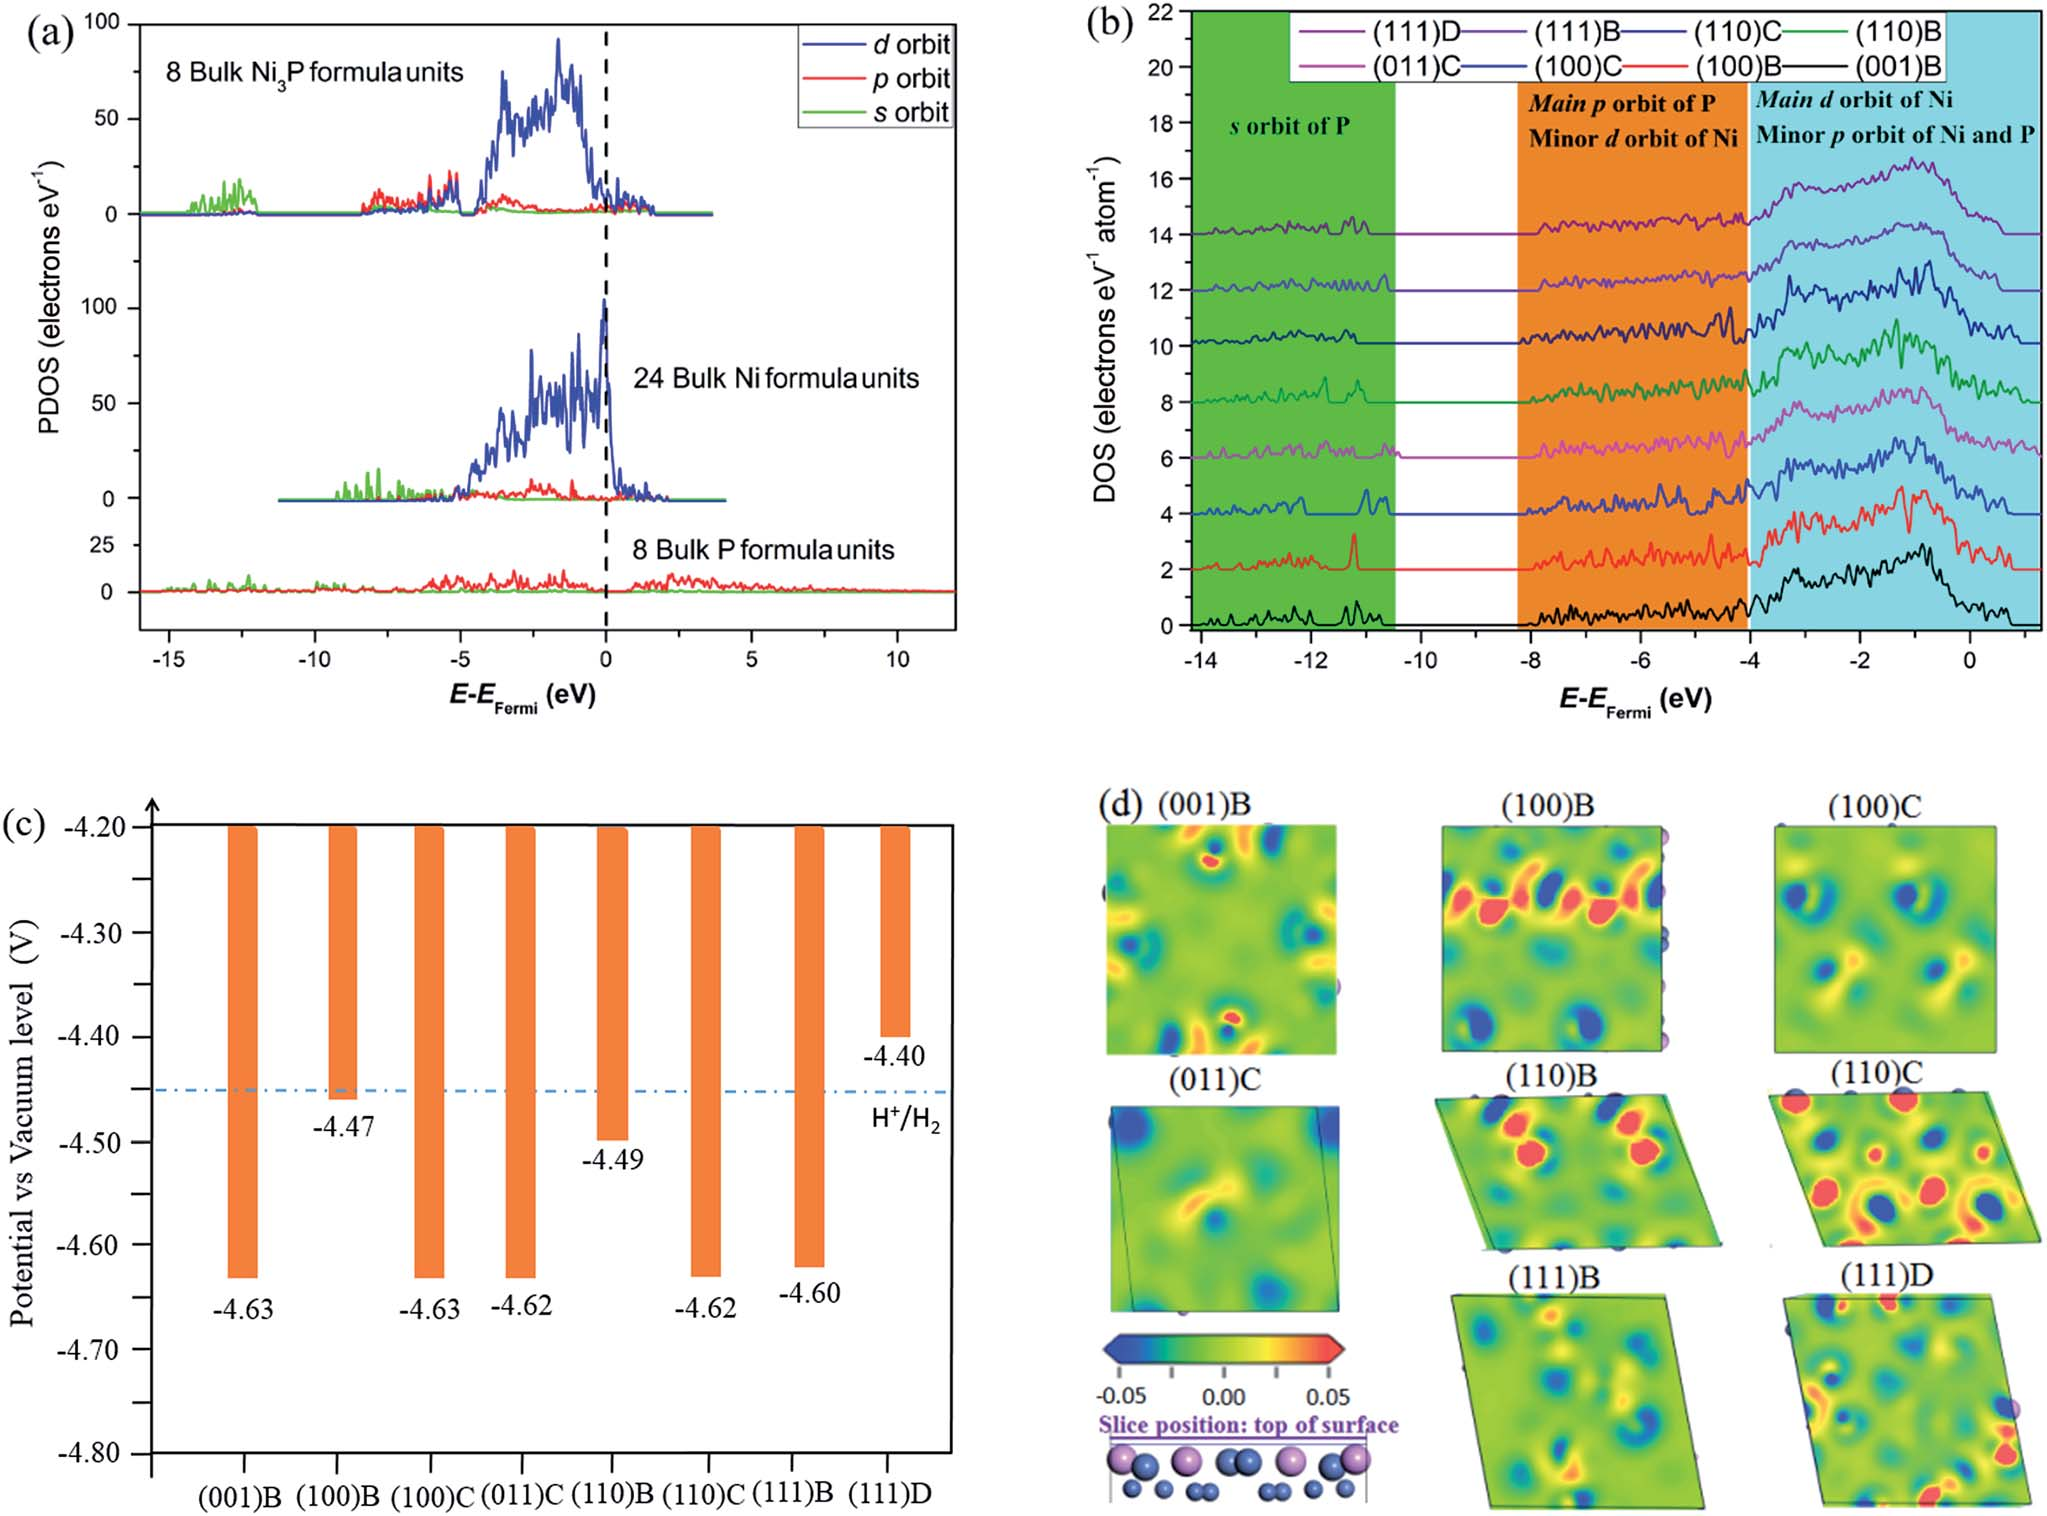 (a)
100
50
0
100
50
0
25
0
PDOS (electrons eV⁻¹)
8 Bulk Ni₃P formula units
d orbit
p orbit
s orbit
24 Bulk Ni formula units
8 Bulk P formula units
-15 -10 -5 0 5 10
E-E_Fermi (eV)
(b)
22
20
18
16
14
12
10
8
6
4
2
0
DOS (electrons eV⁻¹ atom⁻¹)
(111)D (111)B (110)C (110)B
(011)C (100)C (100)B (001)B
s orbit of P
Main p orbit of P
Minor d orbit of Ni
Main d orbit of Ni
Minor p orbit of Ni and P
-14 -12 -10 -8 -6 -4 -2 0
E-E_Fermi (eV)
(c)
-4.20
-4.30
-4.40
-4.50
-4.60
-4.70
-4.80
Potential vs Vacuum level (V)
-4.63
-4.47
-4.63
-4.62
-4.49
-4.62
-4.60
-4.40
H⁺/H₂
(001)B (100)B (100)C (011)C (110)B (110)C (111)B (111)D
(d)
(001)B
(100)B
(100)C
(011)C
(110)B
(110)C
(111)B
(111)D
-0.05 0.00 0.05
Slice position: top of surface